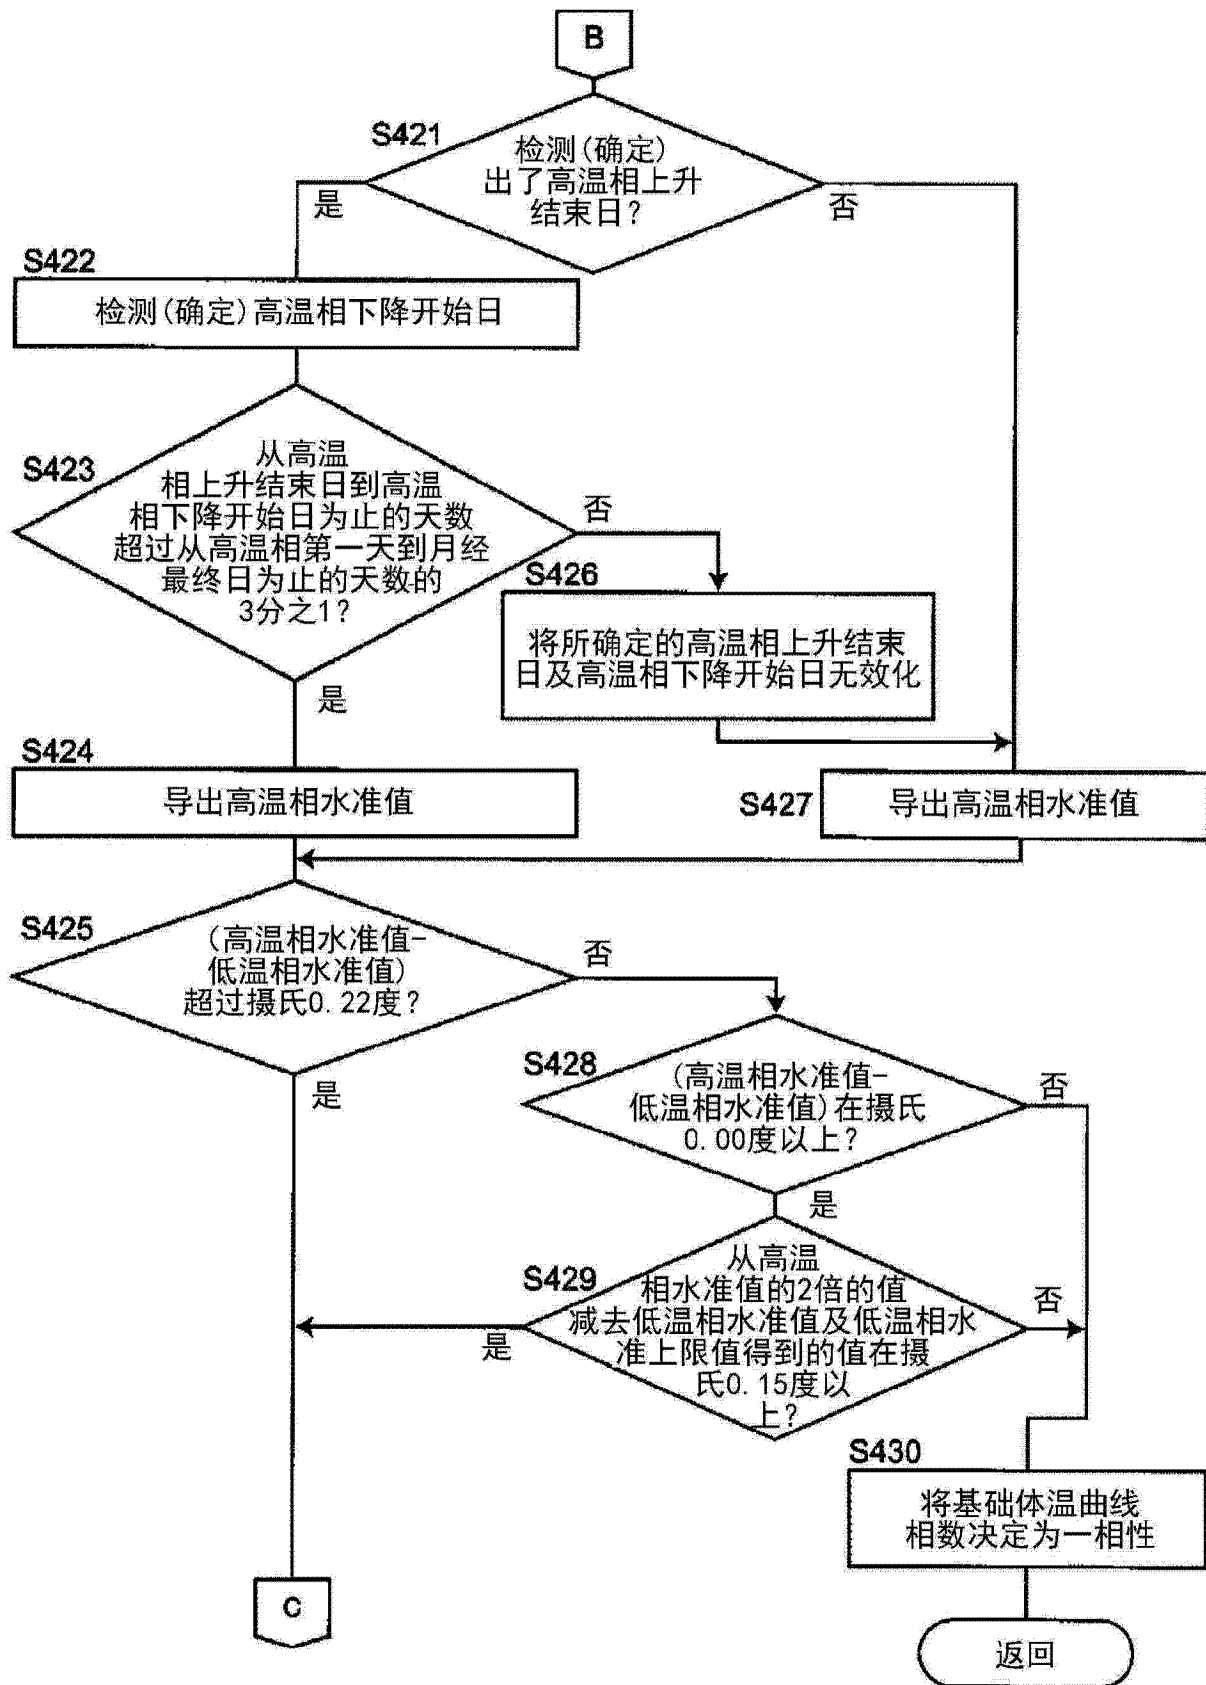 B
S421
检测(确定)
出了高温相上升
结束日?
是
否
S422
检测(确定)高温相下降开始日
S423
从高温
相上升结束日到高温
相下降开始日为止的天数
超过从高温相第一天到月经
最终日为止的天数的
3分之1?
否
是
S426
将所确定的高温相上升结束
日及高温相下降开始日无效化
S424
导出高温相水准值
S427
导出高温相水准值
S425
(高温相水准值-
低温相水准值)
超过摄氏0.22度?
否
是
S428
(高温相水准值-
低温相水准值)在摄氏
0.00度以上?
否
是
S429
从高温
相水准值的2倍的值
减去低温相水准值及低温相水
准上限值得到的值在摄
氏0.15度以
上?
是
否
S430
将基础体温曲线
相数决定为一相性
C
返回